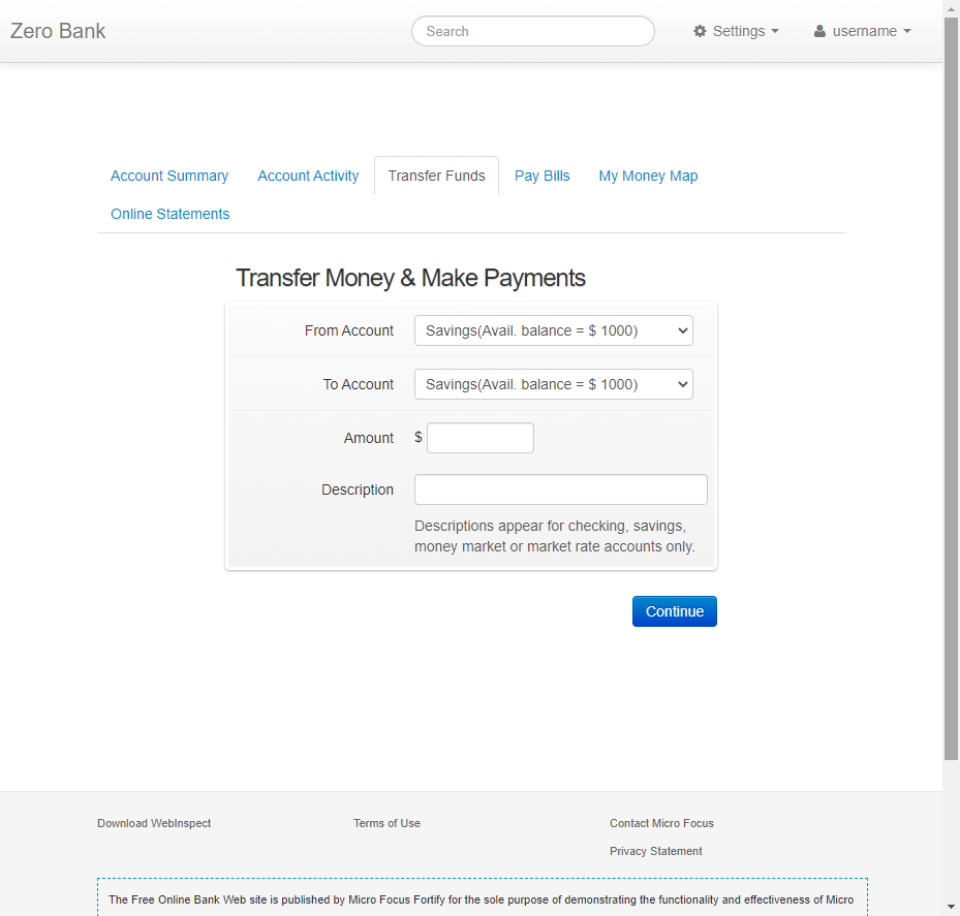 Zero Bank
Search
Settings
username
Account Summary
Account Activity
Transfer Funds
Pay Bills
My Money Map
Online Statements
Transfer Money & Make Payments
From Account
Savings(Avail. balance = $ 1000)
To Account
Savings(Avail. balance = $ 1000)
Amount
$
Description
Descriptions appear for checking, savings,
money market or market rate accounts only.
Continue
Download WebInspect
Terms of Use
Contact Micro Focus
Privacy Statement
The Free Online Bank Web site is published by Micro Focus Fortify for the sole purpose of demonstrating the functionality and effectiveness of Micro